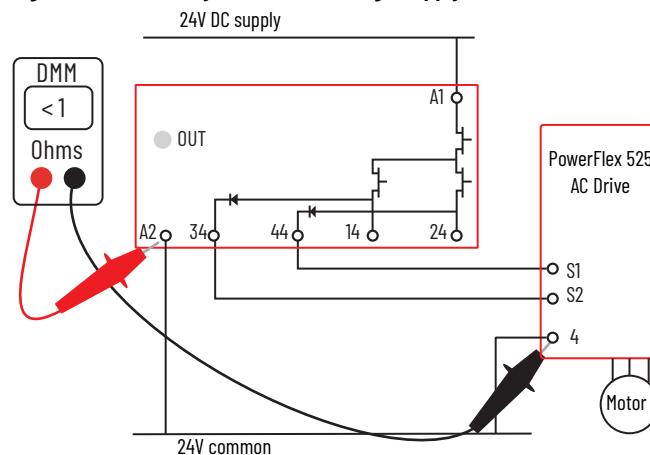 24V DC supply
DMM
<1
Ohms
A1
OUT
PowerFlex 525
AC Drive
A2
34
44
14
24
S1
S2
4
Motor
24V common